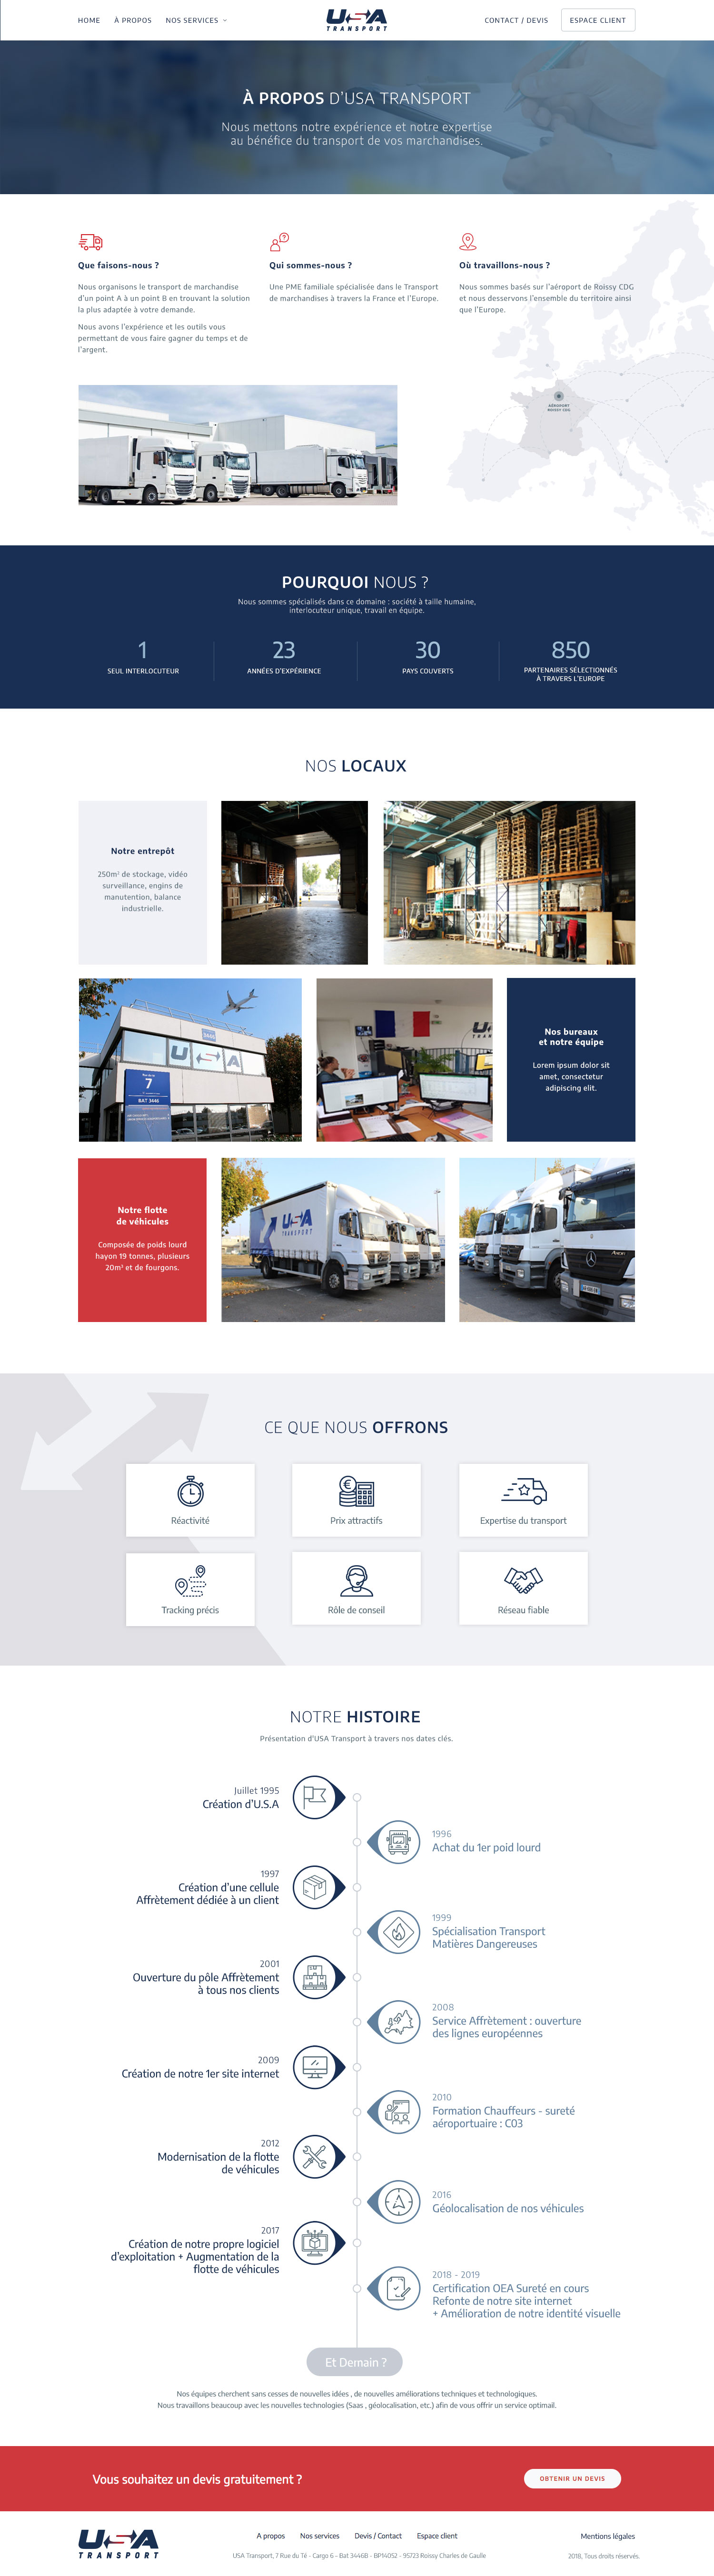 HOME
À PROPOS
NOS SERVICES
USA
TRANSPORT
CONTACT / DEVIS
ESPACE CLIENT
À PROPOS D'USA TRANSPORT
Nous mettons notre expérience et notre expertise
au bénéfice du transport de vos marchandises.
Que faisons-nous ?
Nous organisons le transport de marchandise
d'un point A à un point B en trouvant la solution
la plus adaptée à votre demande.
Nous avons l'expérience et les outils vous
permettant de vous faire gagner du temps et de
l'argent.
Qui sommes-nous ?
Une PME familiale spécialisée dans le Transport
de marchandises à travers la France et l'Europe.
Où travaillons-nous ?
Nous sommes basés sur l'aéroport de Roissy CDG
et nous desservons l'ensemble du territoire ainsi
que l'Europe.
AÉROPORT
ROISSY CDG
POURQUOI NOUS ?
Nous sommes spécialisés dans ce domaine : société à taille humaine,
interlocuteur unique, travail en équipe.
1
SEUL INTERLOCUTEUR
23
ANNÉES D'EXPÉRIENCE
30
PAYS COUVERTS
850
PARTENAIRES SÉLECTIONNÉS
À TRAVERS L'EUROPE
NOS LOCAUX
Notre entrepôt
250m² de stockage, vidéo
surveillance, engins de
manutention, balance
industrielle.
USA
7
BAT 3446
Nos bureaux
et notre équipe
Lorem ipsum dolor sit
amet, consectetur
adipiscing elit.
Notre flotte
de véhicules
Composée de poids lourd
hayon 19 tonnes, plusieurs
20m³ et de fourgons.
USA
TRANSPORT
CE QUE NOUS OFFRONS
Réactivité
Prix attractifs
Expertise du transport
Tracking précis
Rôle de conseil
Réseau fiable
NOTRE HISTOIRE
Présentation d'USA Transport à travers nos dates clés.
Juillet 1995
Création d'U.S.A
1996
Achat du 1er poid lourd
1997
Création d'une cellule
Affrètement dédiée à un client
1999
Spécialisation Transport
Matières Dangereuses
2001
Ouverture du pôle Affrètement
à tous nos clients
2008
Service Affrètement : ouverture
des lignes européennes
2009
Création de notre 1er site internet
2010
Formation Chauffeurs - sureté
aéroportuaire : C03
2012
Modernisation de la flotte
de véhicules
2016
Géolocalisation de nos véhicules
2017
Création de notre propre logiciel
d'exploitation + Augmentation de la
flotte de véhicules
2018 - 2019
Certification OEA Sureté en cours
Refonte de notre site internet
+ Amélioration de notre identité visuelle
Et Demain ?
Nos équipes cherchent sans cesses de nouvelles idées , de nouvelles améliorations techniques et technologiques.
Nous travaillons beaucoup avec les nouvelles technologies (Saas , géolocalisation, etc.) afin de vous offrir un service optimail.
Vous souhaitez un devis gratuitement ?
OBTENIR UN DEVIS
USA
TRANSPORT
A propos
Nos services
Devis / Contact
Espace client
Mentions légales
USA Transport, 7 Rue du Té - Cargo 6 – Bat 3446B - BP14052 - 95723 Roissy Charles de Gaulle
2018, Tous droits réservés.